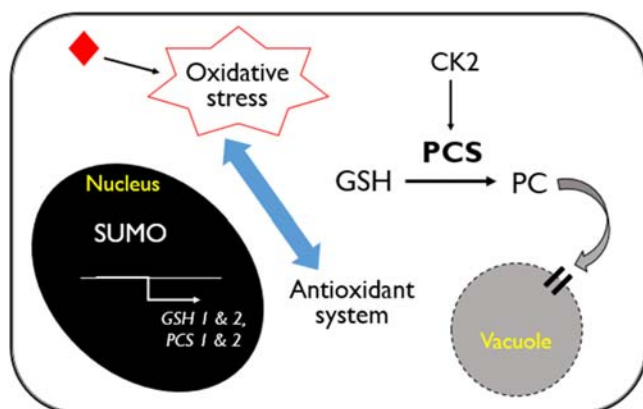 Oxidative
stress
CK2
PCS
GSH
PC
Nucleus
SUMO
GSH 1 & 2,
PCS 1 & 2
Antioxidant
system
Vacuole